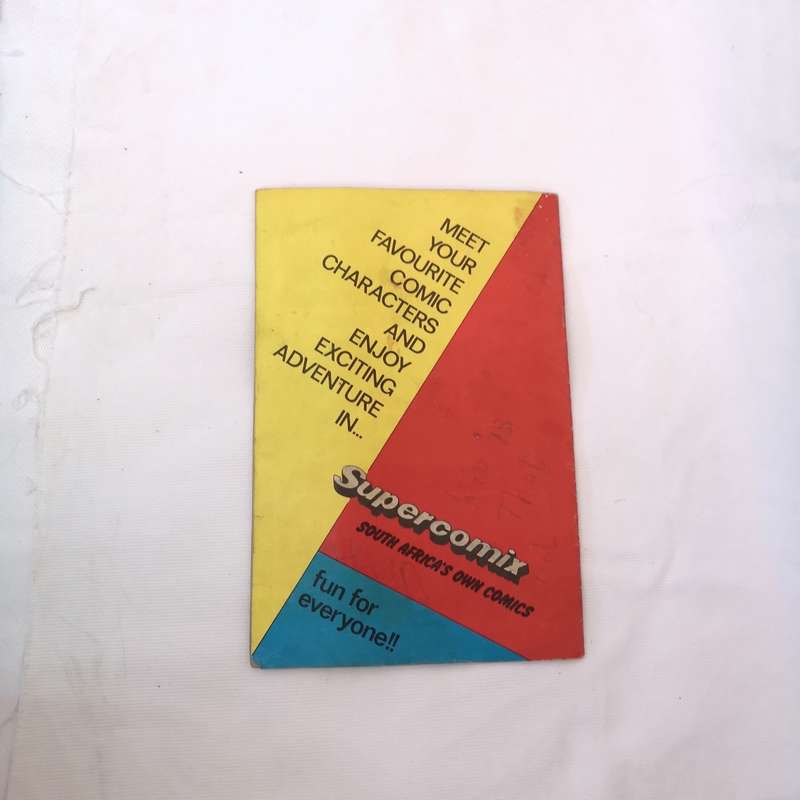 MEET
YOUR
FAVOURITE
COMIC
CHARACTERS
AND
ENJOY
EXCITING
ADVENTURE
IN...
Supercomix
SOUTH AFRICA'S OWN COMICS
fun for
everyone!!